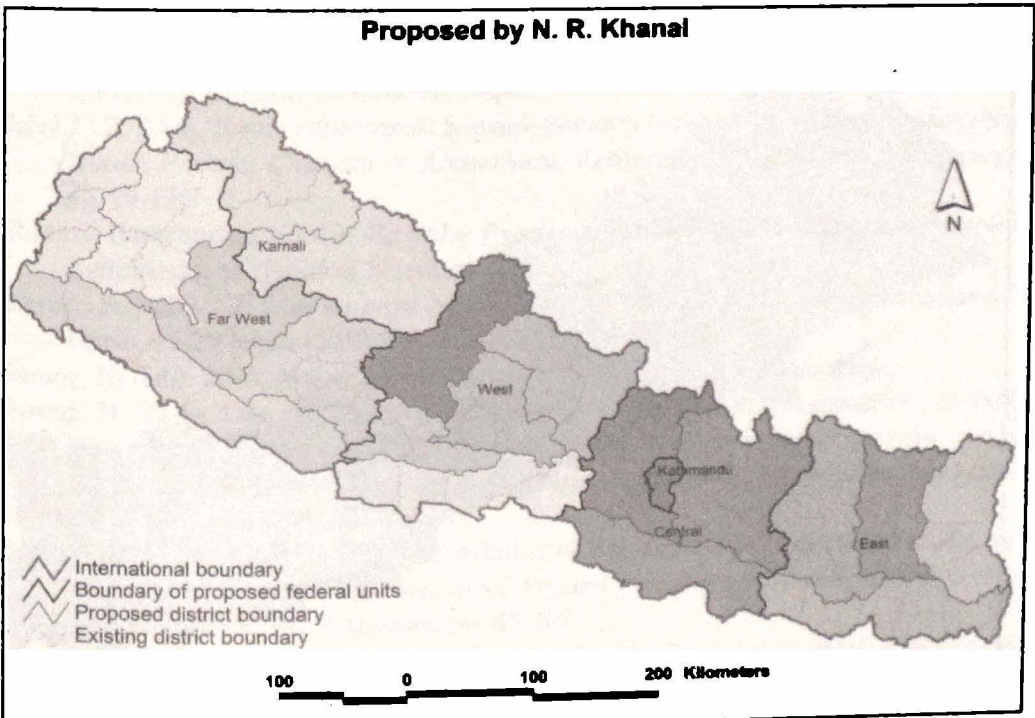 Proposed by N. R. Khanal
N
Karnali
Far West
West
Kathmandu
Central
East
International boundary
Boundary of proposed federal units
Proposed district boundary
Existing district boundary
100 0 100 200 Kilometers